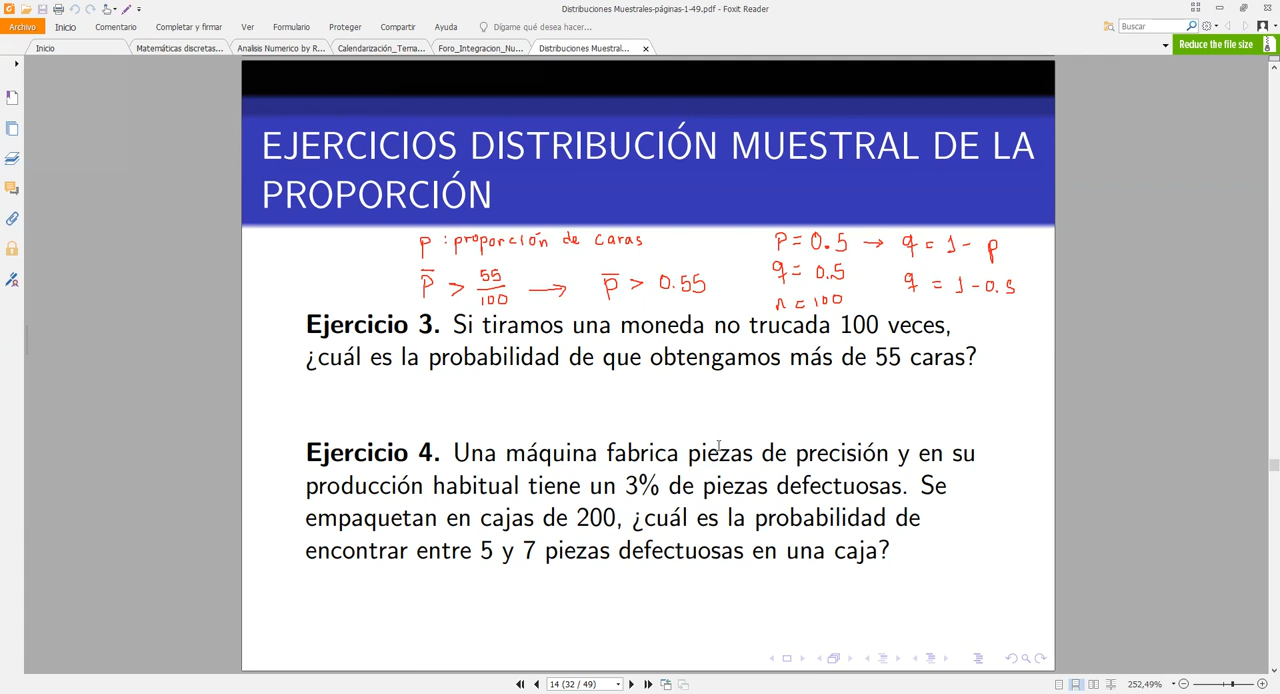 Distribuciones Muestrales-páginas-1-49.pdf - Foxit Reader
Archivo Inicio Comentario Completar y firmar Ver Formulario Proteger Compartir Ayuda Dígame qué desea hacer... Buscar
Inicio Matemáticas discretas... Analisis Numerico by R... Calendarización_Tema... Foro_Integracion_Nu... Distribuciones Muestral...
Reduce the file size
EJERCICIOS DISTRIBUCIÓN MUESTRAL DE LA
PROPORCIÓN
p : proporción de caras
p = 0.5 → q = 1 - p
p̅ > 55/100 → p̅ > 0.55
q = 0.5
q = 1 - 0.5
n = 100
Ejercicio 3. Si tiramos una moneda no trucada 100 veces,
¿cuál es la probabilidad de que obtengamos más de 55 caras?
Ejercicio 4. Una máquina fabrica piezas de precisión y en su
producción habitual tiene un 3% de piezas defectuosas. Se
empaquetan en cajas de 200, ¿cuál es la probabilidad de
encontrar entre 5 y 7 piezas defectuosas en una caja?
14 (32 / 49)
252,49%